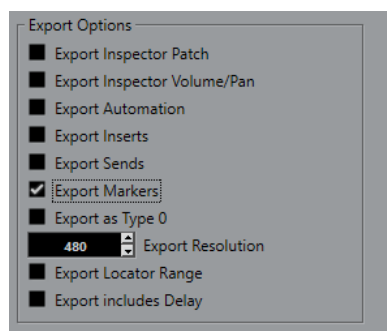 Export Options
Export Inspector Patch
Export Inspector Volume/Pan
Export Automation
Export Inserts
Export Sends
Export Markers
Export as Type 0
480 Export Resolution
Export Locator Range
Export includes Delay